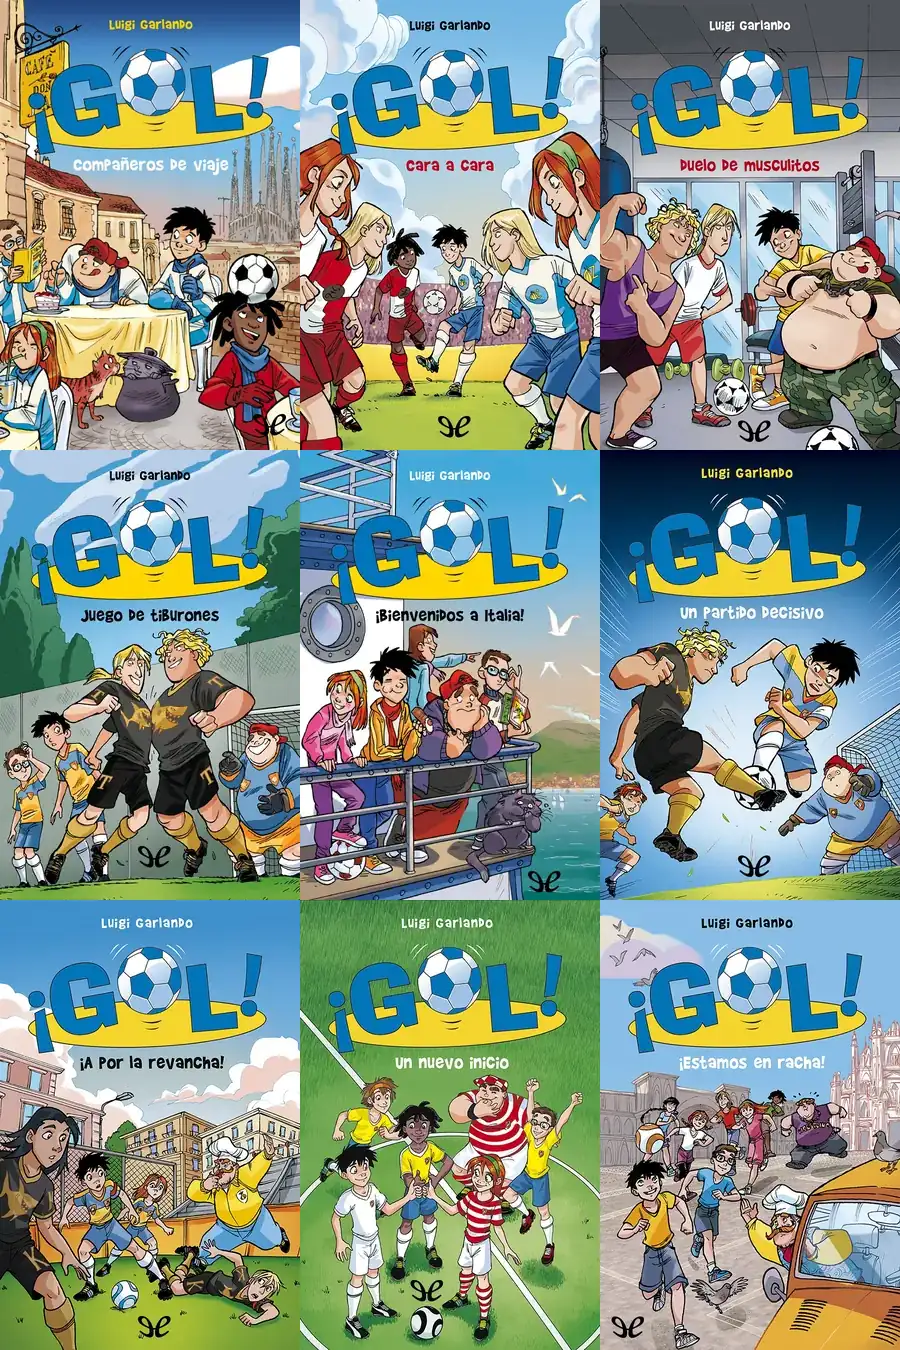 Luigi Garlando
¡GOL!
CAFÉ
DON
Compañeros de viaje
Luigi Garlando
¡GOL!
Cara a cara
Luigi Garlando
¡GOL!
Duelo de musculitos
Luigi Garlando
¡GOL!
Juego de tiburones
T
T
Luigi Garlando
¡GOL!
¡Bienvenidos a Italia!
Luigi Garlando
¡GOL!
Un partido decisivo
Luigi Garlando
¡GOL!
¡A por la revancha!
K
Luigi Garlando
¡GOL!
Un nuevo inicio
Luigi Garlando
¡GOL!
¡Estamos en racha!